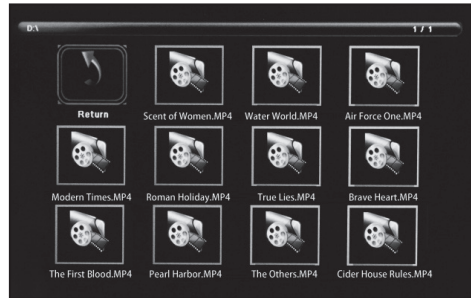 D:\ 1 / 1
Return Scent of Women.MP4 Water World.MP4 Air Force One.MP4
Modern Times.MP4 Roman Holiday.MP4 True Lies.MP4 Brave Heart.MP4
The First Blood.MP4 Pearl Harbor.MP4 The Others.MP4 Cider House Rules.MP4